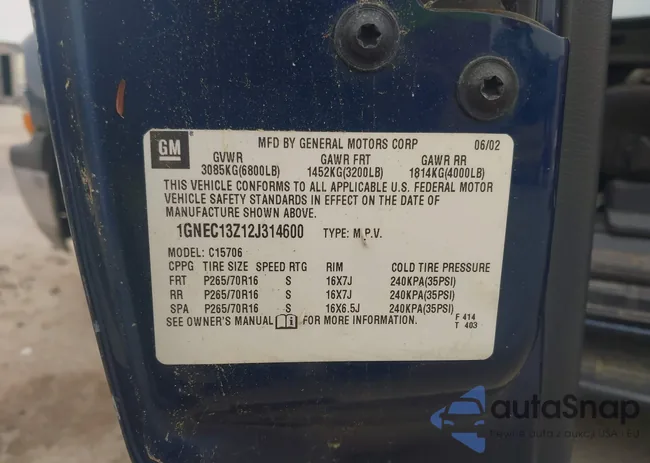 GM
MFD BY GENERAL MOTORS CORP 06/02
GVWR GAWR FRT GAWR RR
3085KG(6800LB) 1452KG(3200LB) 1814KG(4000LB)
THIS VEHICLE CONFORMS TO ALL APPLICABLE U.S. FEDERAL MOTOR
VEHICLE SAFETY STANDARDS IN EFFECT ON THE DATE OF
MANUFACTURE SHOWN ABOVE.
1GNEC13Z12J314600 TYPE: M.P.V.
MODEL: C15706
CPPG TIRE SIZE SPEED RTG RIM COLD TIRE PRESSURE
FRT P265/70R16 S 16X7J 240KPA(35PSI)
RR P265/70R16 S 16X7J 240KPA(35PSI)
SPA P265/70R16 S 16X6.5J 240KPA(35PSI)
SEE OWNER'S MANUAL FOR MORE INFORMATION.
F 414
T 403
autaSnap